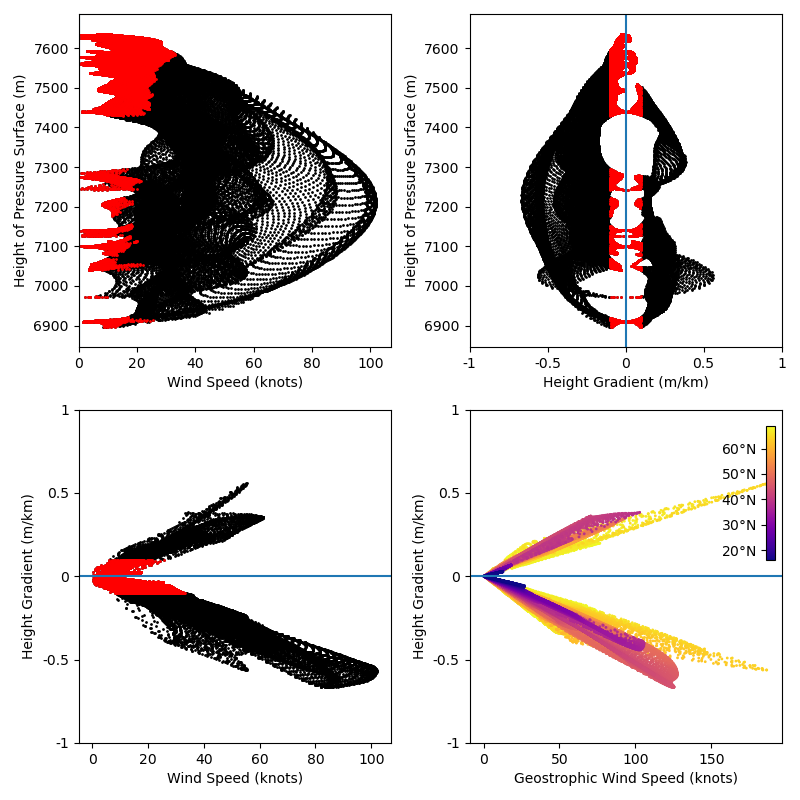 7600
7500
7400
7300
7200
7100
7000
6900
Height of Pressure Surface (m)
0 20 40 60 80 100
Wind Speed (knots)
7600
7500
7400
7300
7200
7100
7000
6900
Height of Pressure Surface (m)
-1 -0.5 0 0.5 1
Height Gradient (m/km)
1
0.5
0
-0.5
-1
Height Gradient (m/km)
0 20 40 60 80 100
Wind Speed (knots)
1
0.5
0
-0.5
-1
Height Gradient (m/km)
60°N
50°N
40°N
30°N
20°N
0 50 100 150
Geostrophic Wind Speed (knots)